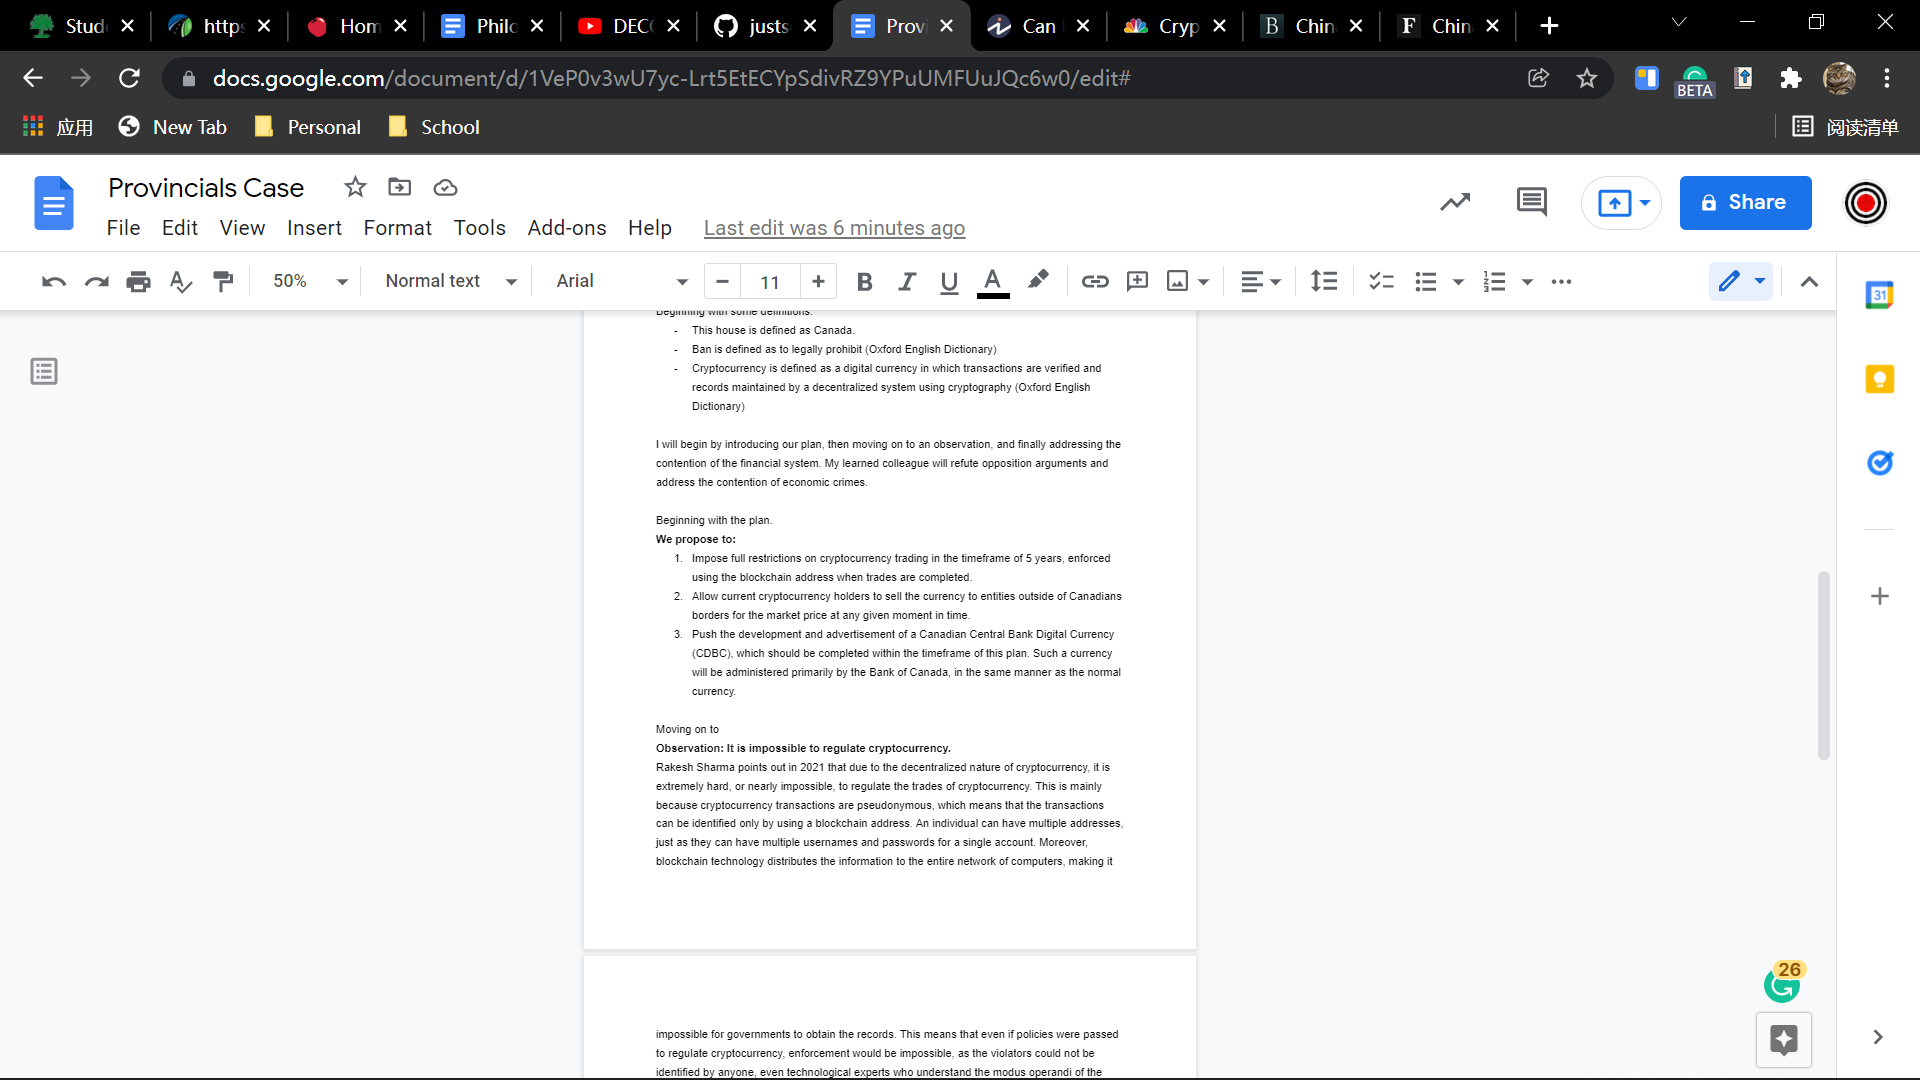 Stud
https
Hom
Philo
DECO
justs
Provi
Can
Cryp
Chin
Chin
docs.google.com/document/d/1VeP0v3wU7yc-Lrt5EtECYpSdivRZ9YPuUMFUuJQc6w0/edit#
BETA
应用
New Tab
Personal
School
阅读清单
Provincials Case
File Edit View Insert Format Tools Add-ons Help Last edit was 6 minutes ago
Share
50% Normal text Arial 11 B I U A
31
Beginning with some definitions.
- This house is defined as Canada.
- Ban is defined as to legally prohibit (Oxford English Dictionary)
- Cryptocurrency is defined as a digital currency in which transactions are verified and
records maintained by a decentralized system using cryptography (Oxford English
Dictionary)
I will begin by introducing our plan, then moving on to an observation, and finally addressing the
contention of the financial system. My learned colleague will refute opposition arguments and
address the contention of economic crimes.
Beginning with the plan.
We propose to:
1. Impose full restrictions on cryptocurrency trading in the timeframe of 5 years, enforced
using the blockchain address when trades are completed.
2. Allow current cryptocurrency holders to sell the currency to entities outside of Canadians
borders for the market price at any given moment in time.
3. Push the development and advertisement of a Canadian Central Bank Digital Currency
(CDBC), which should be completed within the timeframe of this plan. Such a currency
will be administered primarily by the Bank of Canada, in the same manner as the normal
currency.
Moving on to
Observation: It is impossible to regulate cryptocurrency.
Rakesh Sharma points out in 2021 that due to the decentralized nature of cryptocurrency, it is
extremely hard, or nearly impossible, to regulate the trades of cryptocurrency. This is mainly
because cryptocurrency transactions are pseudonymous, which means that the transactions
can be identified only by using a blockchain address. An individual can have multiple addresses,
just as they can have multiple usernames and passwords for a single account. Moreover,
blockchain technology distributes the information to the entire network of computers, making it
26
impossible for governments to obtain the records. This means that even if policies were passed
to regulate cryptocurrency, enforcement would be impossible, as the violators could not be
identified by anyone, even technological experts who understand the modus operandi of the